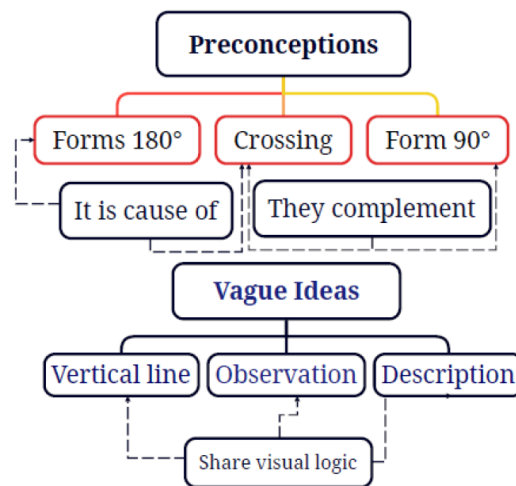 Preconceptions
Forms 180°
Crossing
Form 90°
It is cause of
They complement
Vague Ideas
Vertical line
Observation
Description
Share visual logic